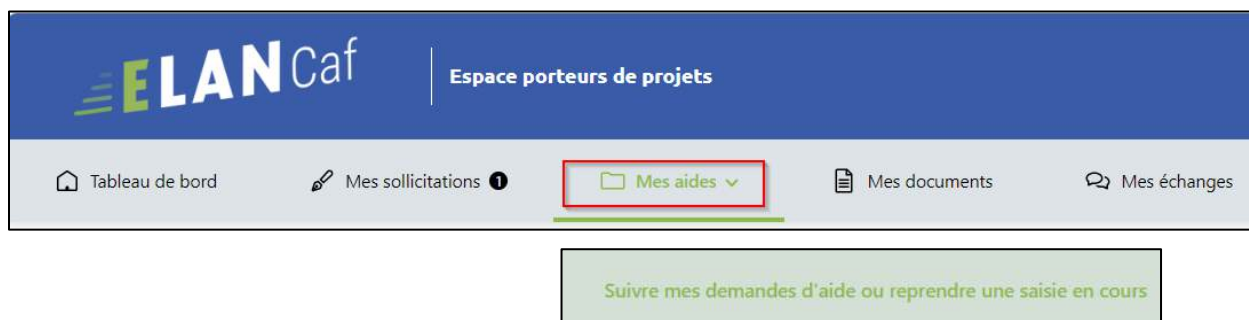 ELAN Caf
Espace porteurs de projets
Tableau de bord
Mes sollicitations 1
Mes aides
Mes documents
Mes échanges
Suivre mes demandes d'aide ou reprendre une saisie en cours